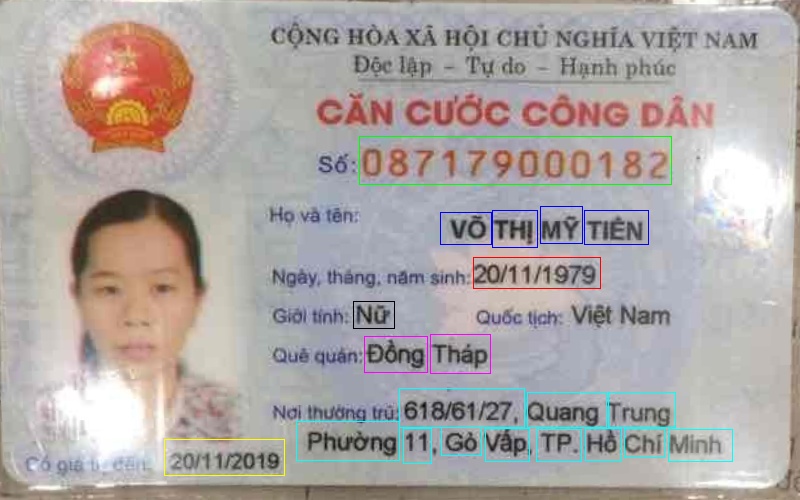 CỘNG HÒA XÃ HỘI CHỦ NGHĨA VIỆT NAM
Độc lập - Tự do - Hạnh phúc
CĂN CƯỚC CÔNG DÂN
Số: 087179000182
Họ và tên: VÕ THỊ MỸ TIÊN
Ngày, tháng, năm sinh: 20/11/1979
Giới tính: Nữ Quốc tịch: Việt Nam
Quê quán: Đồng Tháp
Nơi thường trú: 618/61/27, Quang Trung
Phường 11, Gò Vấp, TP. Hồ Chí Minh
Có giá trị đến: 20/11/2019